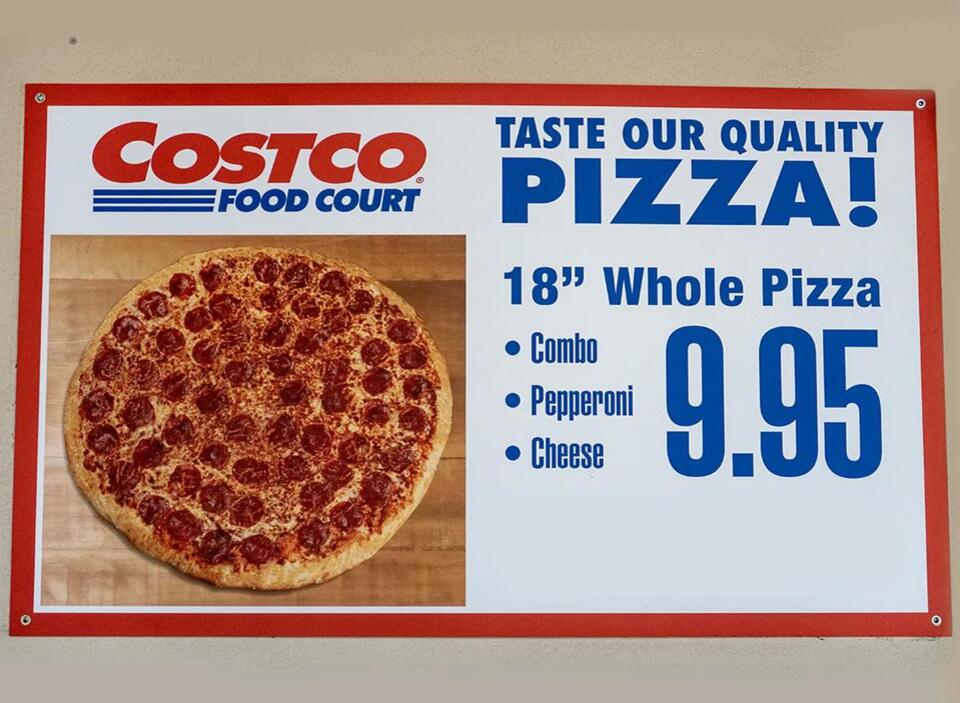 COSTCO®
FOOD COURT
TASTE OUR QUALITY
PIZZA!
18” Whole Pizza
• Combo
• Pepperoni
• Cheese
9.95